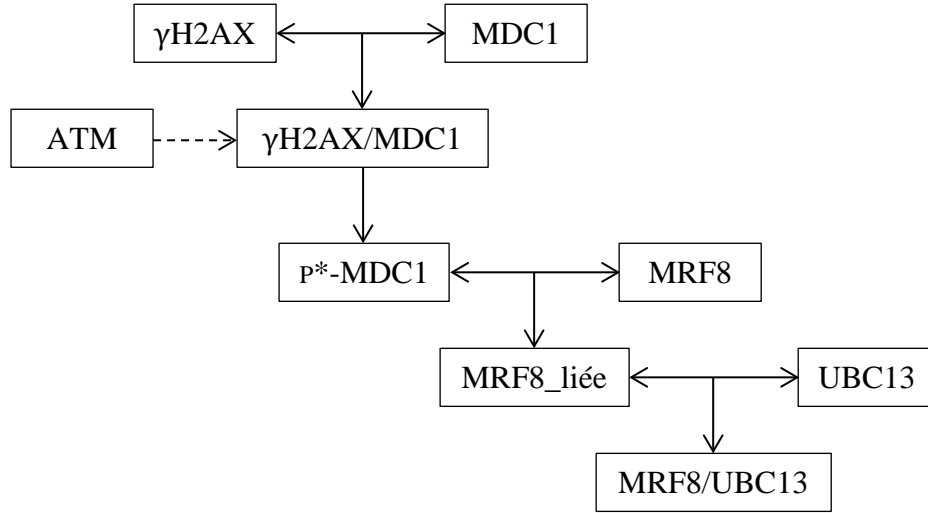 γH2AX
MDC1
ATM
γH2AX/MDC1
P*-MDC1
MRF8
MRF8_liée
UBC13
MRF8/UBC13